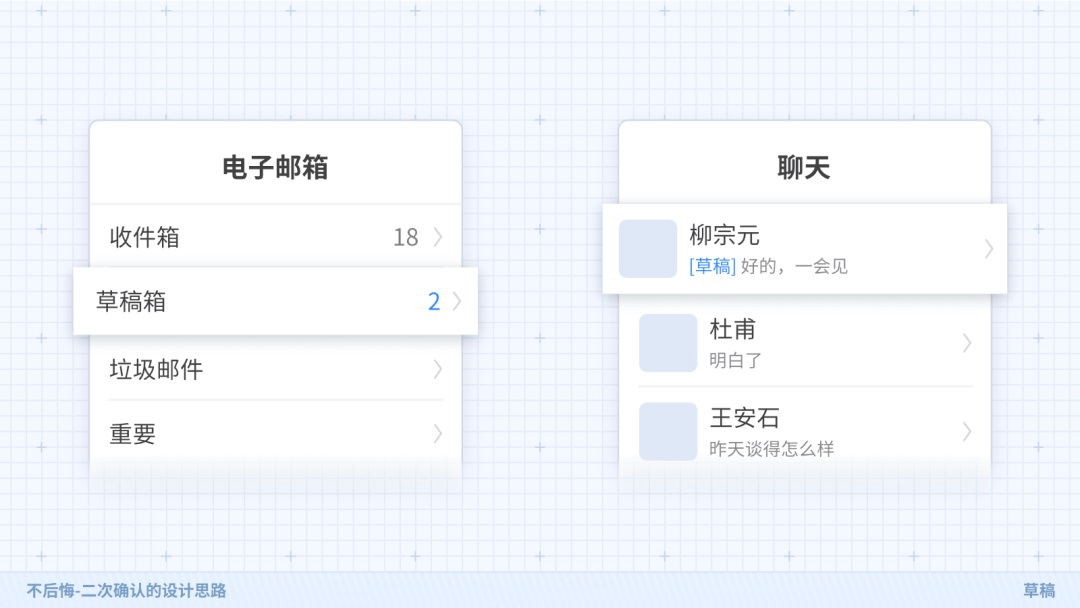 电子邮箱
收件箱 18
草稿箱 2
垃圾邮件
重要
聊天
柳宗元
[草稿] 好的，一会见
杜甫
明白了
王安石
昨天谈得怎么样
不后悔-二次确认的设计思路
草稿